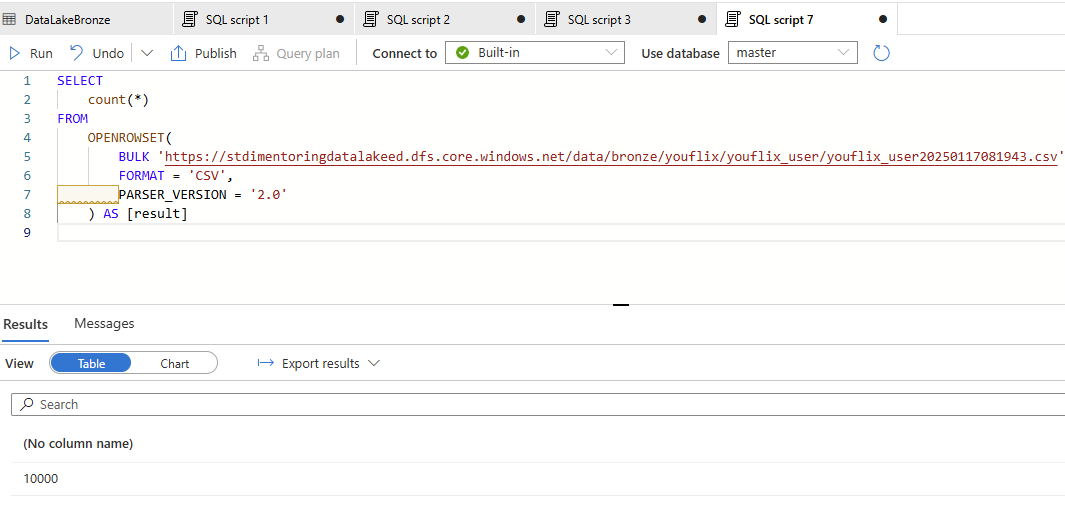 DataLakeBronze SQL script 1 SQL script 2 SQL script 3 SQL script 7
Run Undo Publish Query plan Connect to Built-in Use database master
1 SELECT
2 count(*)
3 FROM
4 OPENROWSET(
5 BULK 'https://stdimentoringdatalakeed.dfs.core.windows.net/data/bronze/youflix/youflix_user/youflix_user20250117081943.csv'
6 FORMAT = 'CSV',
7 PARSER_VERSION = '2.0'
8 ) AS [result]
9
Results Messages
View Table Chart Export results
Search
(No column name)
10000